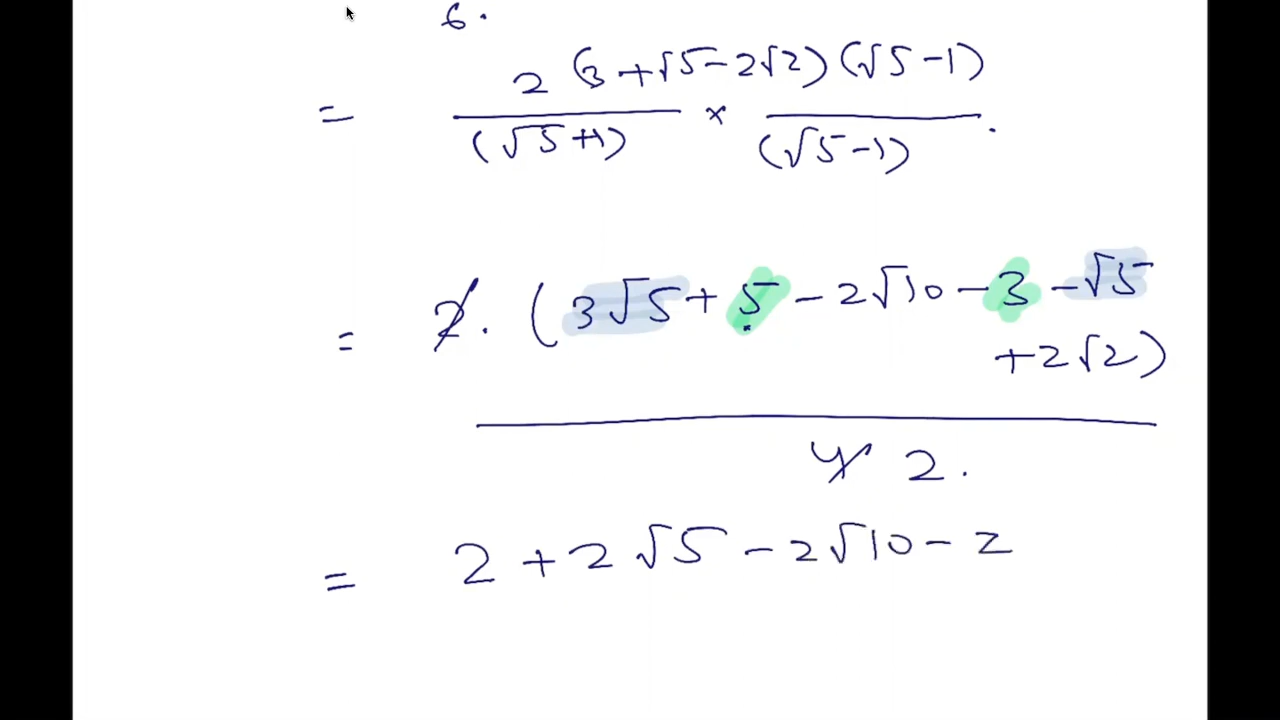 6.
= 2 (3 + √5 - 2√2) (√5 - 1)
(√5 + 1) × (√5 - 1) .
= 2 . ( 3√5 + 5 - 2√10 - 3 - √5
+ 2√2 )
4 2 .
= 2 + 2√5 - 2√10 - 2